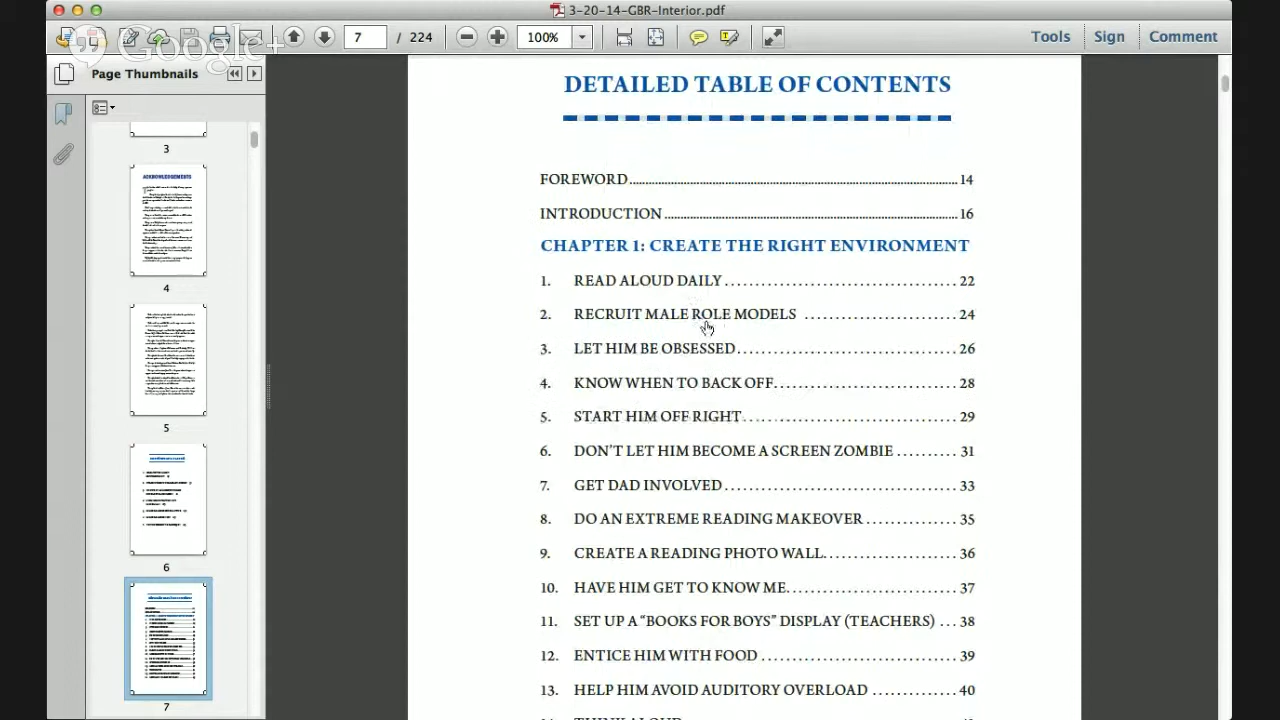 3-20-14-GBR-Interior.pdf
Google+
7 / 224
100%
Tools
Sign
Comment
Page Thumbnails
3
ACKNOWLEDGEMENTS
4
5
6
7
DETAILED TABLE OF CONTENTS
FOREWORD 14
INTRODUCTION 16
CHAPTER 1: CREATE THE RIGHT ENVIRONMENT
1. READ ALOUD DAILY 22
2. RECRUIT MALE ROLE MODELS 24
3. LET HIM BE OBSESSED 26
4. KNOW WHEN TO BACK OFF 28
5. START HIM OFF RIGHT 29
6. DON'T LET HIM BECOME A SCREEN ZOMBIE 31
7. GET DAD INVOLVED 33
8. DO AN EXTREME READING MAKEOVER 35
9. CREATE A READING PHOTO WALL 36
10. HAVE HIM GET TO KNOW ME 37
11. SET UP A "BOOKS FOR BOYS" DISPLAY (TEACHERS) 38
12. ENTICE HIM WITH FOOD 39
13. HELP HIM AVOID AUDITORY OVERLOAD 40